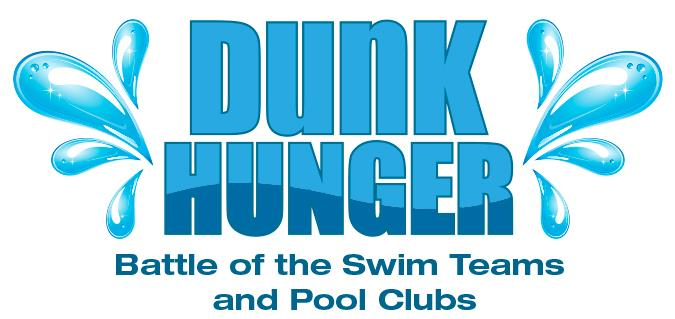 DUNK
HUNGER
Battle of the Swim Teams
and Pool Clubs